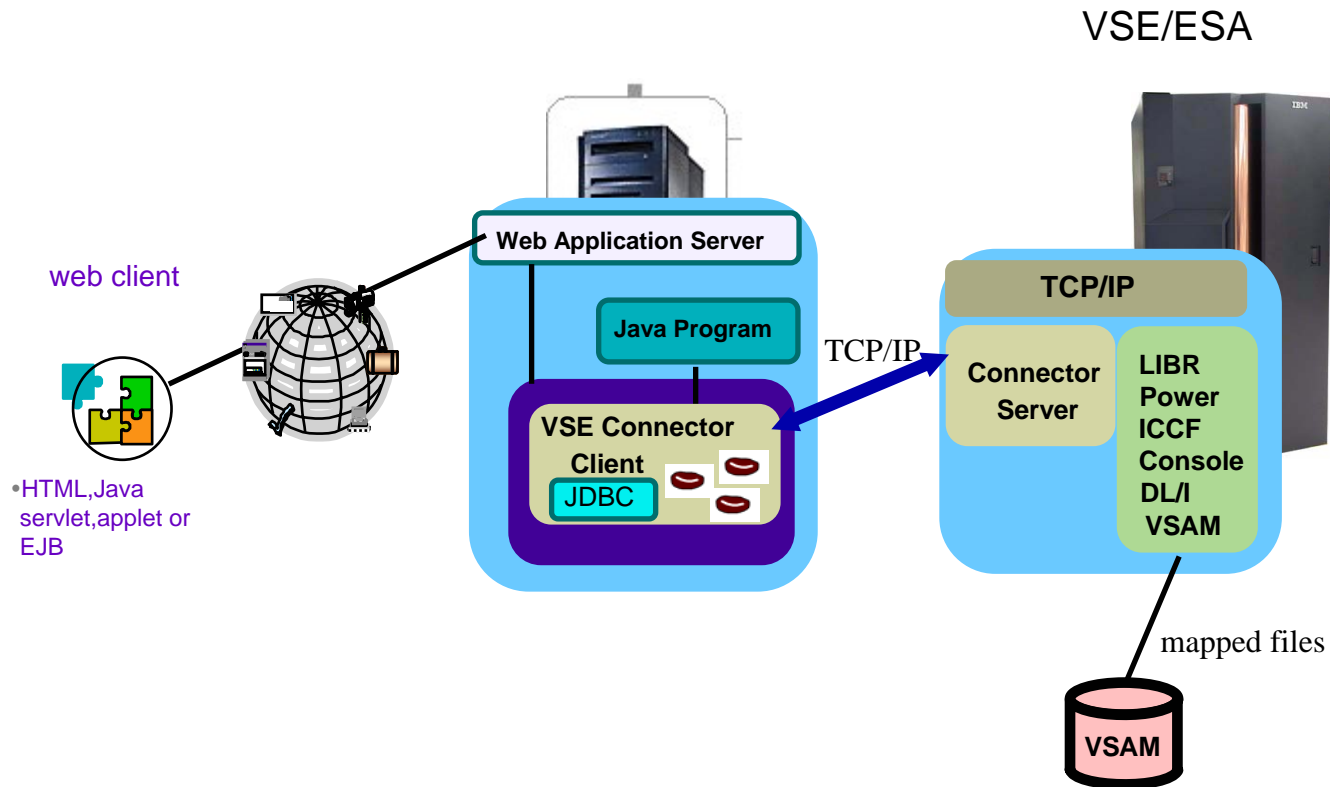 VSE/ESA
IBM
Web Application Server
web client
TCP/IP
Java Program
TCP/IP
Connector
Server
LIBR
Power
ICCF
Console
DL/I
VSAM
VSE Connector
Client
JDBC
•HTML,Java
servlet,applet or
EJB
mapped files
VSAM